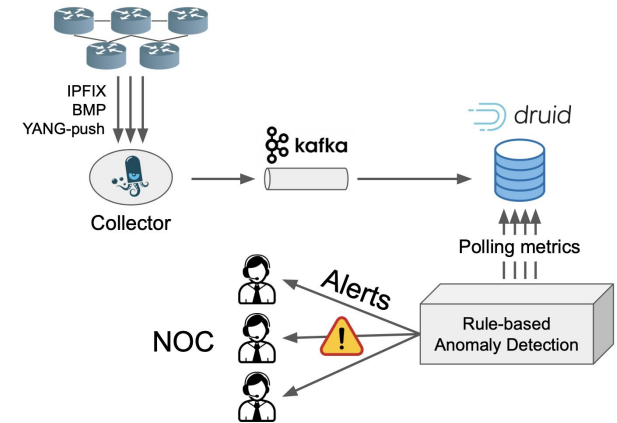 IPFIX
BMP
YANG-push
Collector
kafka
druid
Polling metrics
Rule-based
Anomaly Detection
Alerts
!
NOC